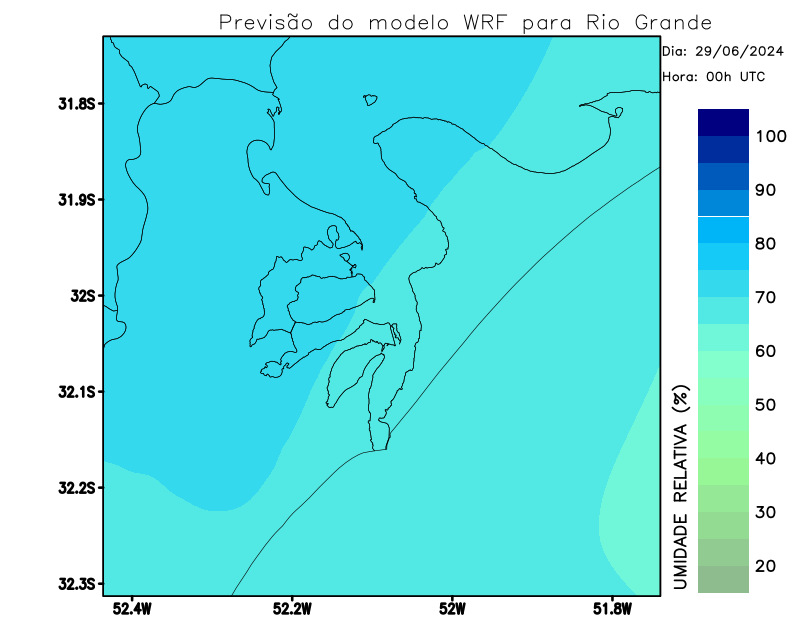 Previsão do modelo WRF para Rio Grande
Dia: 29/06/2024
Hora: 00h UTC
31.8S
31.9S
32S
32.1S
32.2S
32.3S
52.4W
52.2W
52W
51.8W
100
90
80
70
60
50
40
30
20
UMIDADE RELATIVA (%)